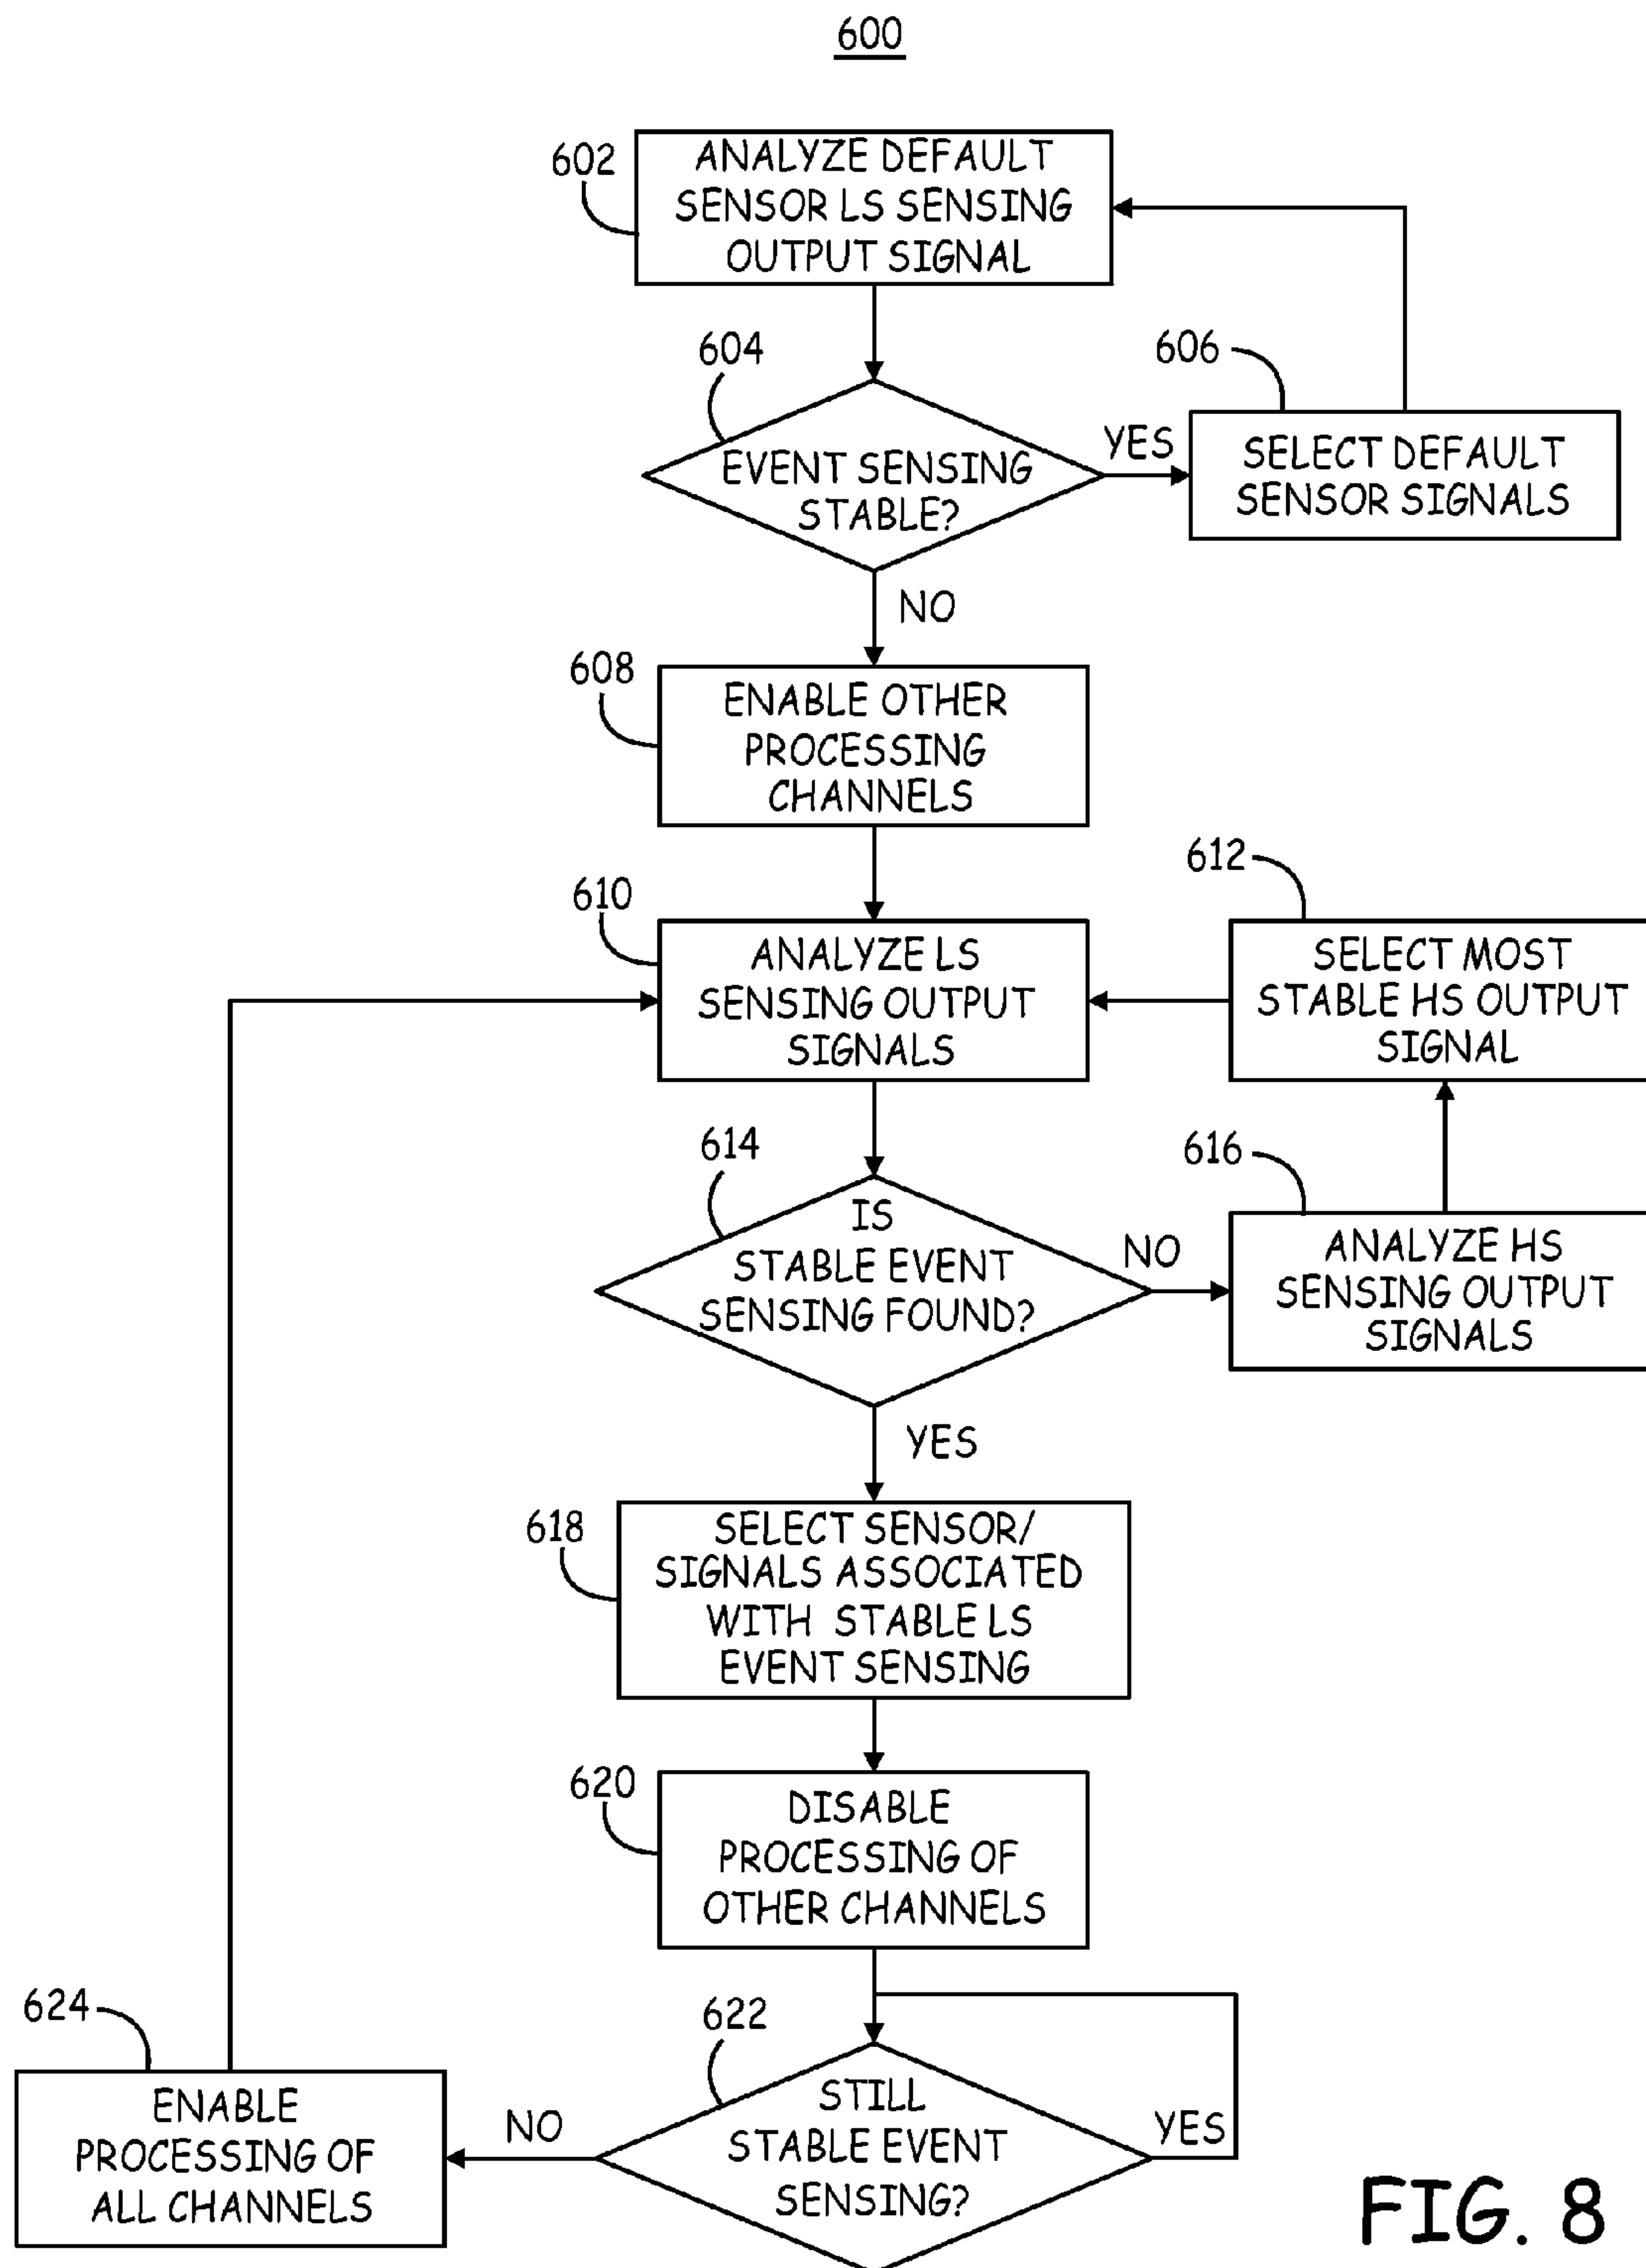 600
602
ANALYZE DEFAULT
SENSOR LS SENSING
OUTPUT SIGNAL
604
EVENT SENSING
STABLE?
YES
606
SELECT DEFAULT
SENSOR SIGNALS
NO
608
ENABLE OTHER
PROCESSING
CHANNELS
610
ANALYZE LS
SENSING OUTPUT
SIGNALS
612
SELECT MOST
STABLE HS OUTPUT
SIGNAL
614
IS
STABLE EVENT
SENSING FOUND?
NO
616
ANALYZE HS
SENSING OUTPUT
SIGNALS
YES
618
SELECT SENSOR/
SIGNALS ASSOCIATED
WITH STABLE LS
EVENT SENSING
620
DISABLE
PROCESSING OF
OTHER CHANNELS
622
STILL
STABLE EVENT
SENSING?
YES
NO
624
ENABLE
PROCESSING OF
ALL CHANNELS
FIG. 8